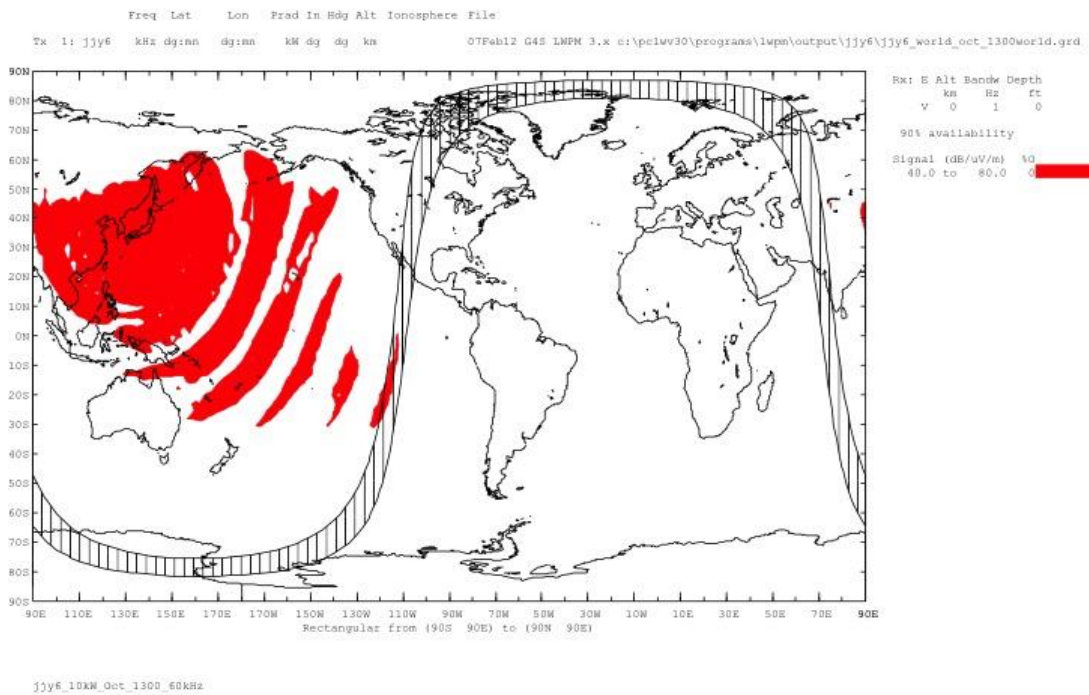 Freq Lat Lon Prad In Hdg Alt Ionosphere File
Tx 1: jjy6 kHz dg:mn dg:mn kW dg dg km 07Feb12 G4S LWPM 3.x c:\pclwv30\programs\lwpm\output\jjy6\jjy6_world_oct_1300world.grd
Rx: E Alt Bandw Depth
km Hz ft
V 0 1 0
90% availability
Signal (dB/uV/m) %O
40.0 to 80.0 0
90N
80N
70N
60N
50N
40N
30N
20N
10N
0N
10S
20S
30S
40S
50S
60S
70S
80S
90S
90E 110E 130E 150E 170E 170W 150W 130W 110W 90W 70W 50W 30W 10W 10E 30E 50E 70E 90E
Rectangular from (90S 90E) to (90N 90E)
jjy6_10kW_Oct_1300_60kHz